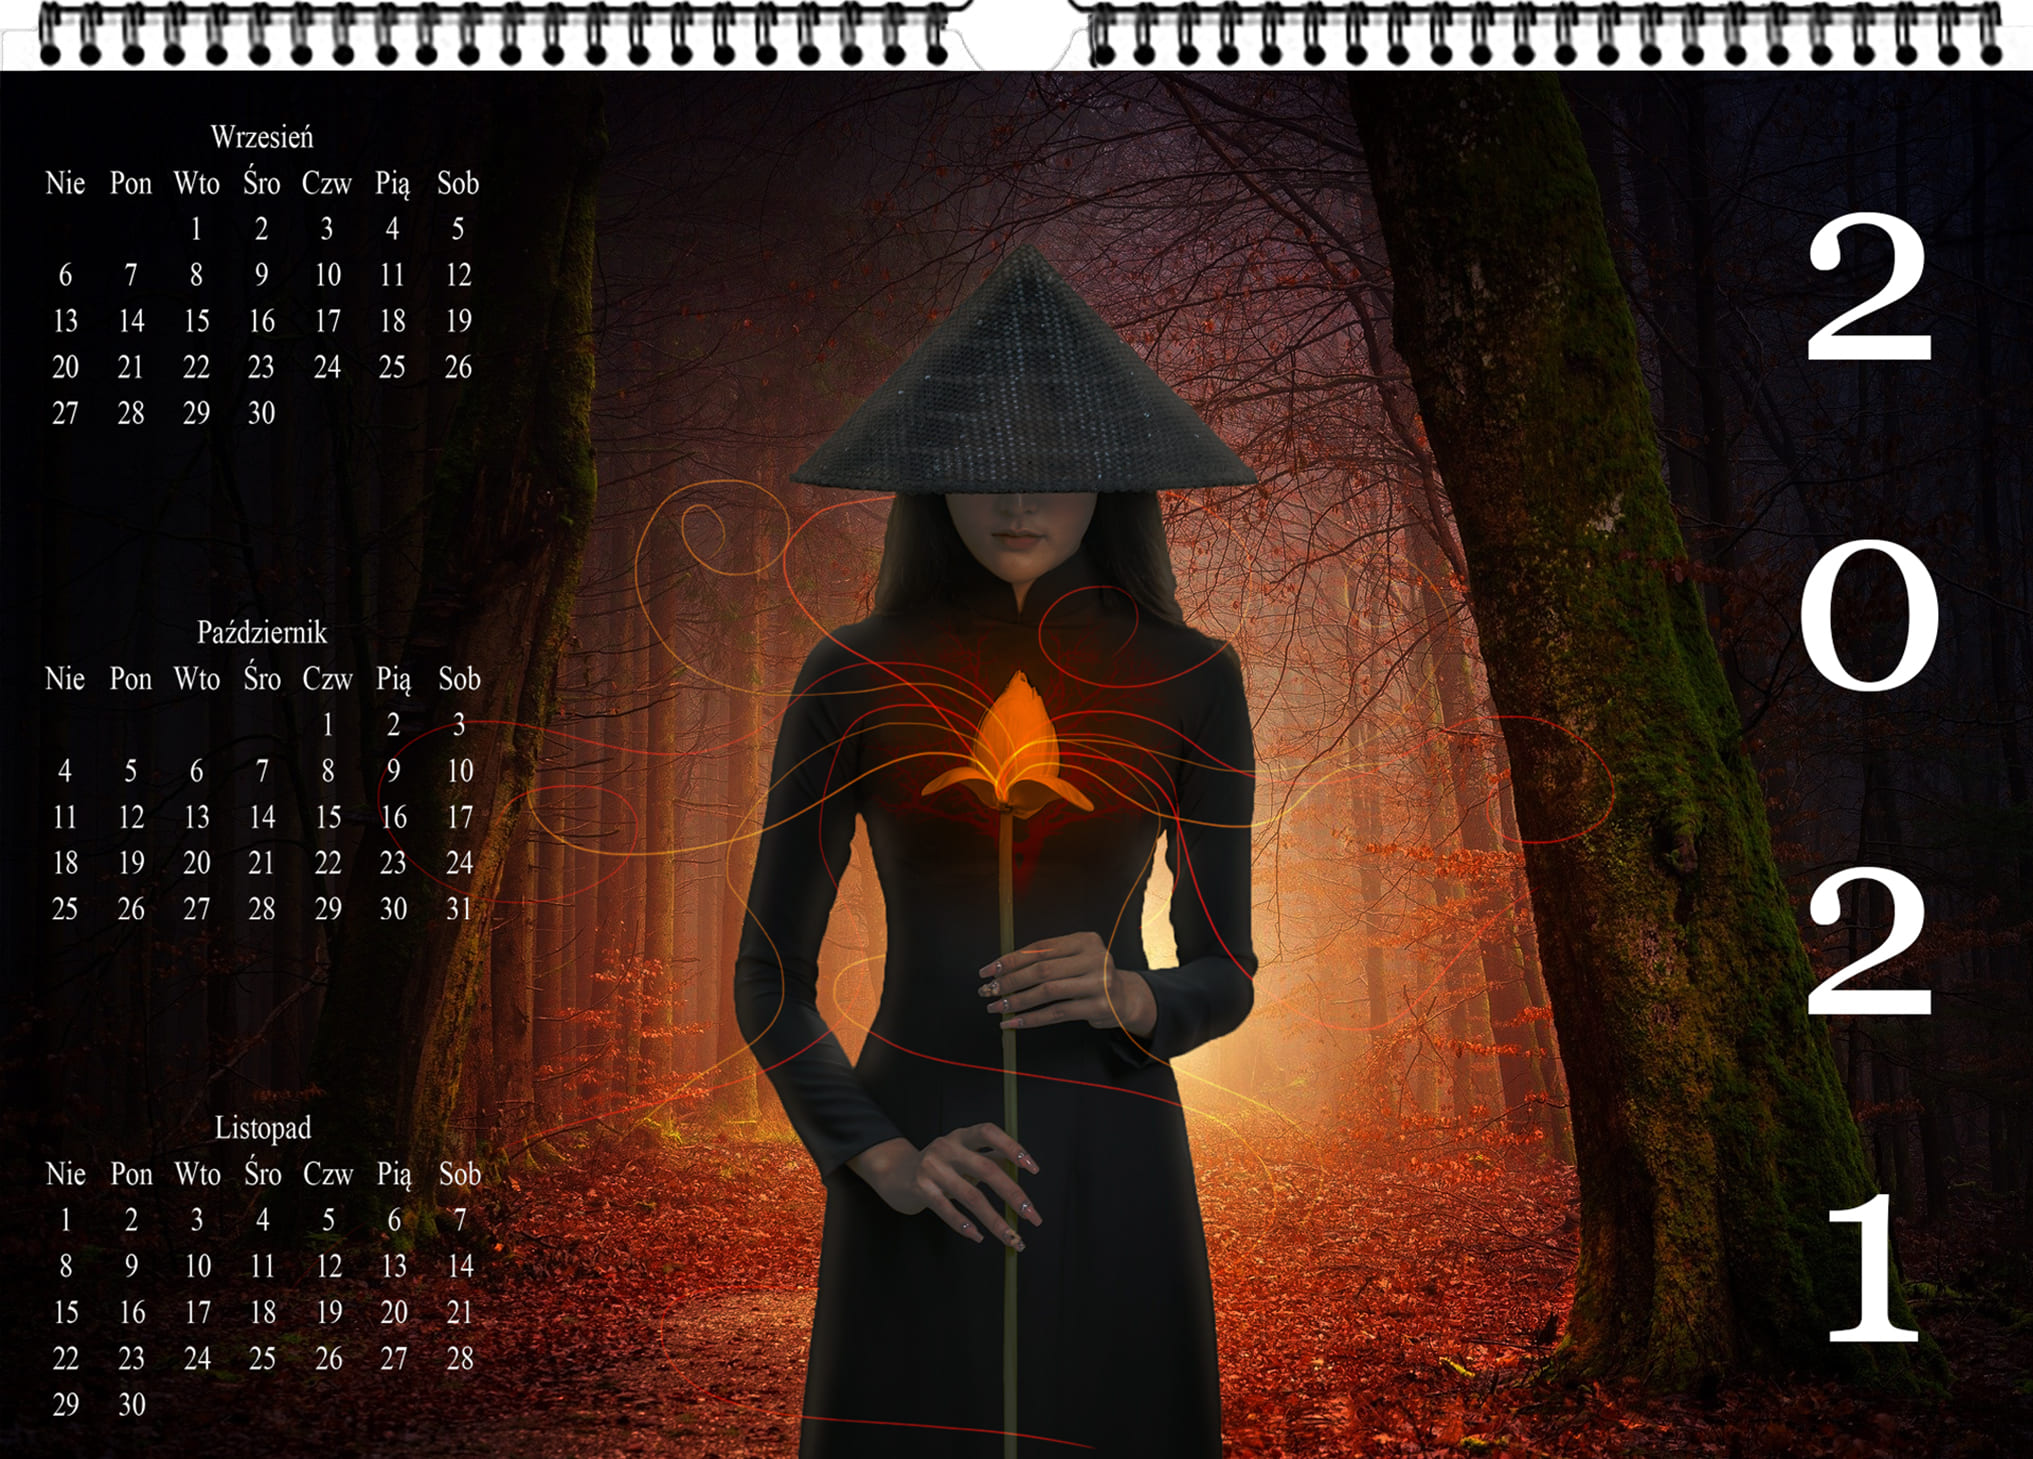 Wrzesień
Nie Pon Wto Śro Czw Pią Sob
1 2 3 4 5
6 7 8 9 10 11 12
13 14 15 16 17 18 19
20 21 22 23 24 25 26
27 28 29 30
Październik
Nie Pon Wto Śro Czw Pią Sob
1 2 3
4 5 6 7 8 9 10
11 12 13 14 15 16 17
18 19 20 21 22 23 24
25 26 27 28 29 30 31
Listopad
Nie Pon Wto Śro Czw Pią Sob
1 2 3 4 5 6 7
8 9 10 11 12 13 14
15 16 17 18 19 20 21
22 23 24 25 26 27 28
29 30
2
0
2
1